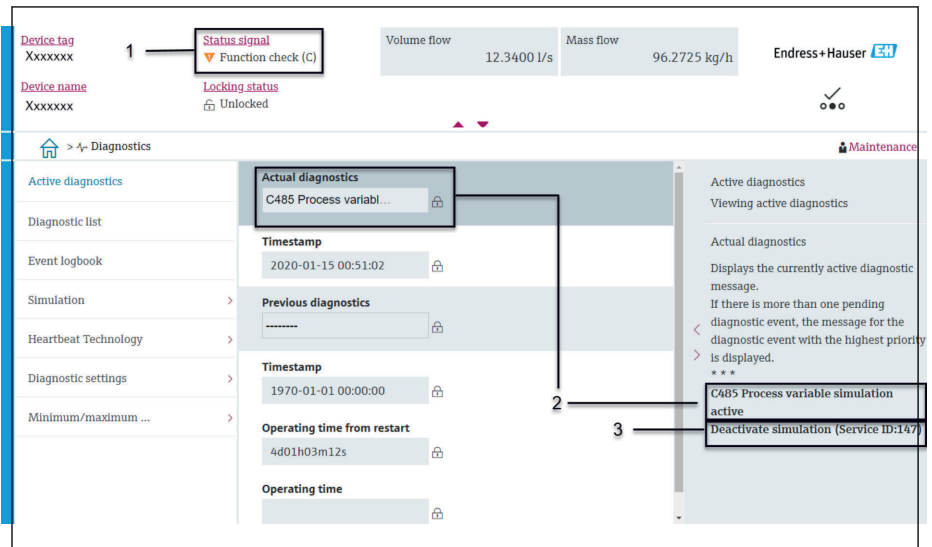 Device tag
Xxxxxxx
1
Status signal
Function check (C)
Volume flow
12.3400 l/s
Mass flow
96.2725 kg/h
Endress+Hauser EH
Device name
Xxxxxxx
Locking status
Unlocked
> Diagnostics
Maintenance
Active diagnostics
Diagnostic list
Event logbook
Simulation >
Heartbeat Technology >
Diagnostic settings >
Minimum/maximum ... >
Actual diagnostics
C485 Process variabl...
Timestamp
2020-01-15 00:51:02
Previous diagnostics
--------
Timestamp
1970-01-01 00:00:00
Operating time from restart
4d01h03m12s
Operating time
2
3
Active diagnostics
Viewing active diagnostics
Actual diagnostics
Displays the currently active diagnostic
message.
If there is more than one pending
diagnostic event, the message for the
diagnostic event with the highest priority
is displayed.
* * *
C485 Process variable simulation
active
Deactivate simulation (Service ID:147)